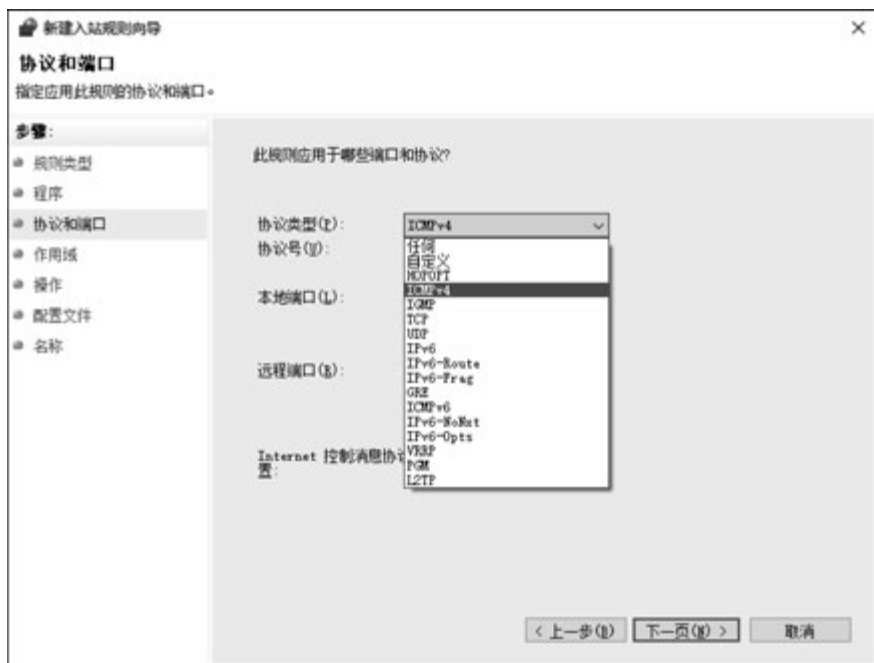 新建入站规则向导
协议和端口
指定应用此规则的协议和端口。
步骤:
规则类型
程序
协议和端口
作用域
操作
配置文件
名称
此规则应用于哪些端口和协议?
协议类型(P): ICMPv4
协议号(U):
本地端口(L):
远程端口(R):
Internet 控制消息协议
置:
任何
自定义
HOPOPT
ICMPv4
IGMP
TCP
UDP
IPv6
IPv6-Route
IPv6-Frag
GRE
ICMPv6
IPv6-NoNxt
IPv6-Opts
VRRP
PGM
L2TP
< 上一步(B) 下一页(N) > 取消